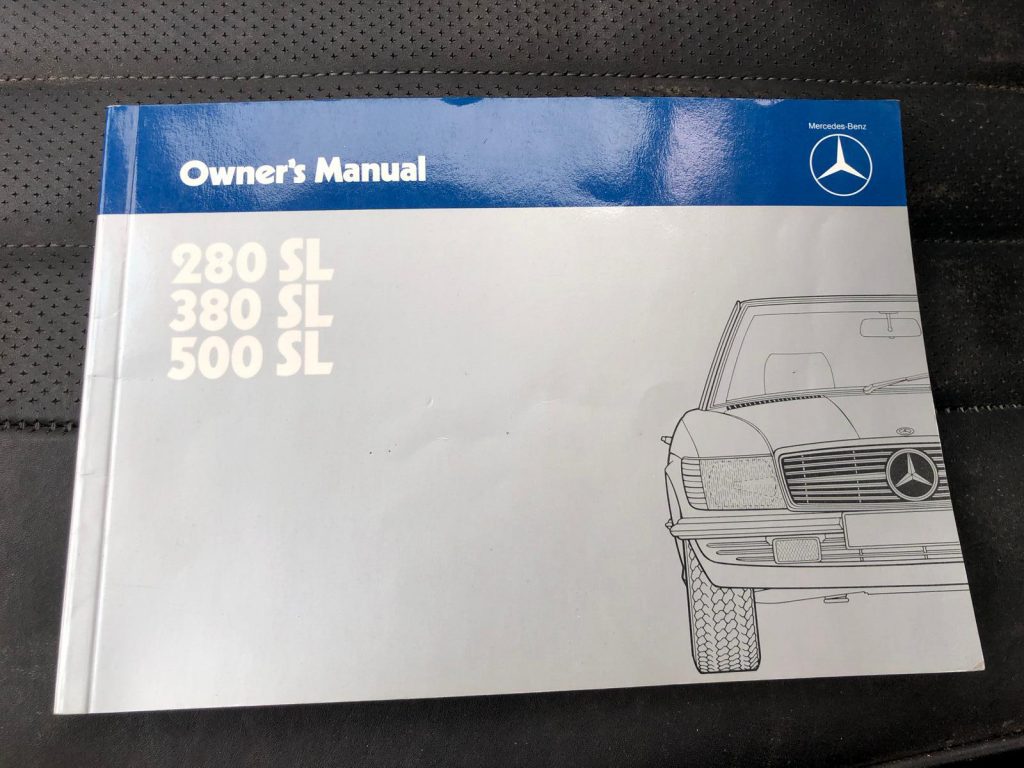 Mercedes-Benz
Owner's Manual
280 SL
380 SL
500 SL